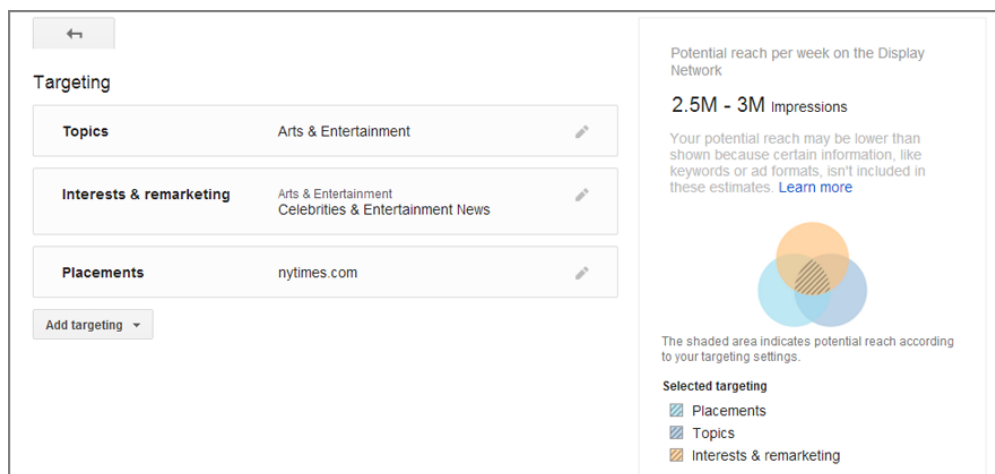 Targeting
Topics Arts & Entertainment
Interests & remarketing Arts & Entertainment
Celebrities & Entertainment News
Placements nytimes.com
Add targeting
Potential reach per week on the Display
Network
2.5M - 3M Impressions
Your potential reach may be lower than
shown because certain information, like
keywords or ad formats, isn't included in
these estimates. Learn more
The shaded area indicates potential reach according
to your targeting settings.
Selected targeting
Placements
Topics
Interests & remarketing